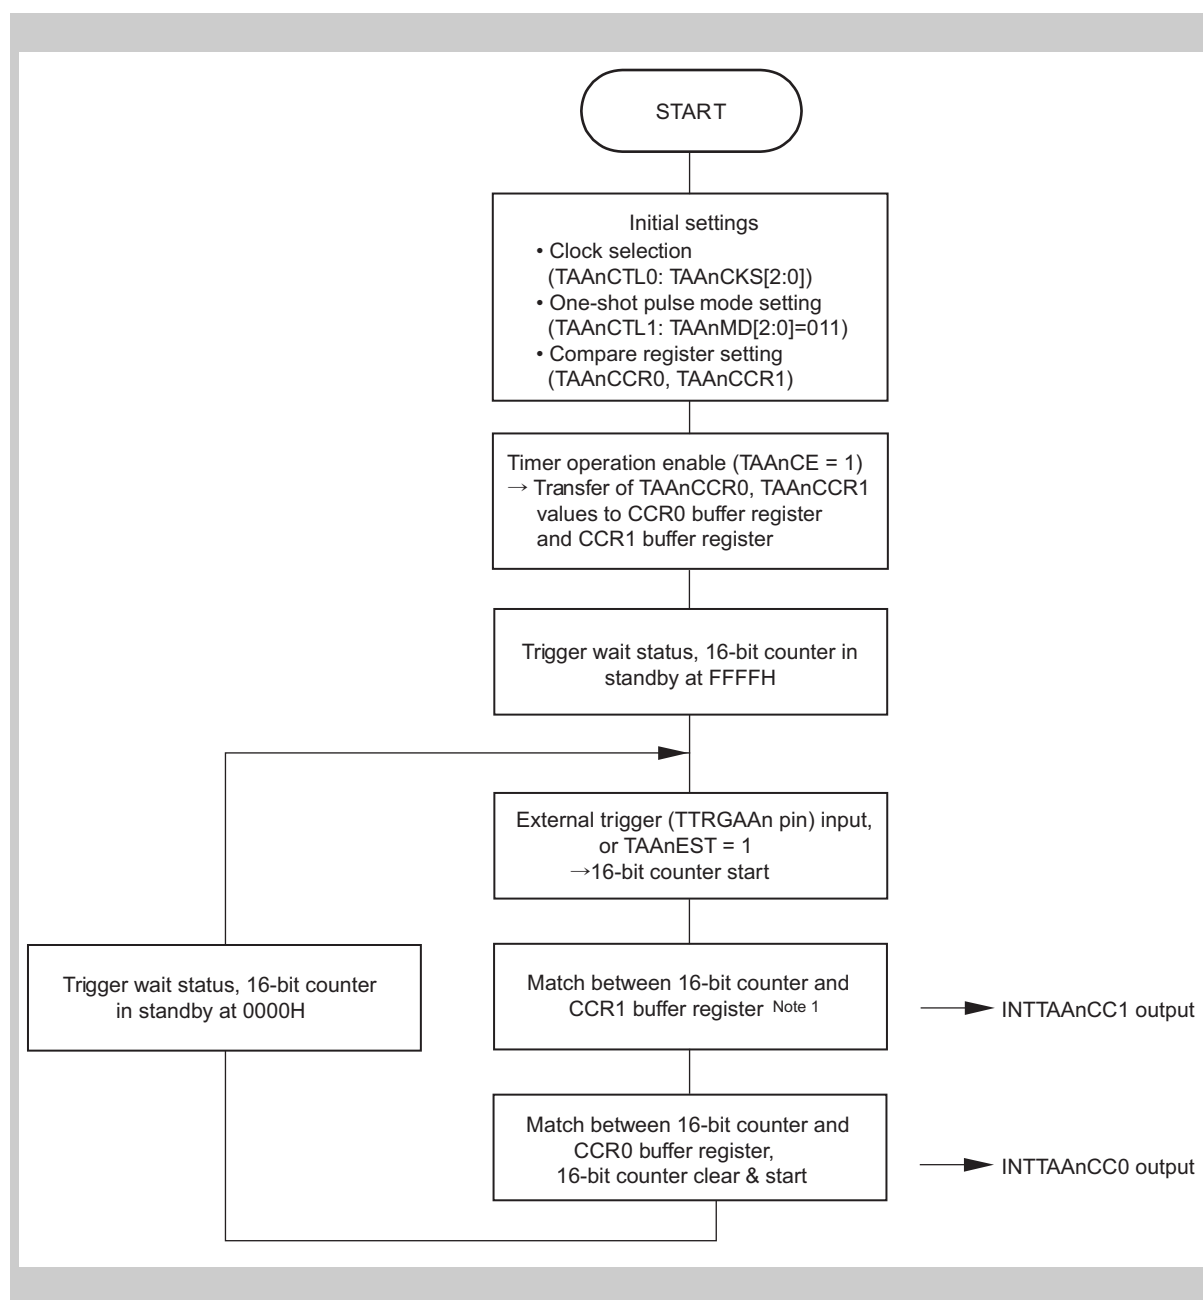 START
Initial settings
• Clock selection
(TAAnCTL0: TAAnCKS[2:0])
• One-shot pulse mode setting
(TAAnCTL1: TAAnMD[2:0]=011)
• Compare register setting
(TAAnCCR0, TAAnCCR1)
Timer operation enable (TAAnCE = 1)
→ Transfer of TAAnCCR0, TAAnCCR1
values to CCR0 buffer register
and CCR1 buffer register
Trigger wait status, 16-bit counter in
standby at FFFFH
External trigger (TTRGAAn pin) input,
or TAAnEST = 1
→16-bit counter start
Trigger wait status, 16-bit counter
in standby at 0000H
Match between 16-bit counter and
CCR1 buffer register Note 1
INTTAAnCC1 output
Match between 16-bit counter and
CCR0 buffer register,
16-bit counter clear & start
INTTAAnCC0 output